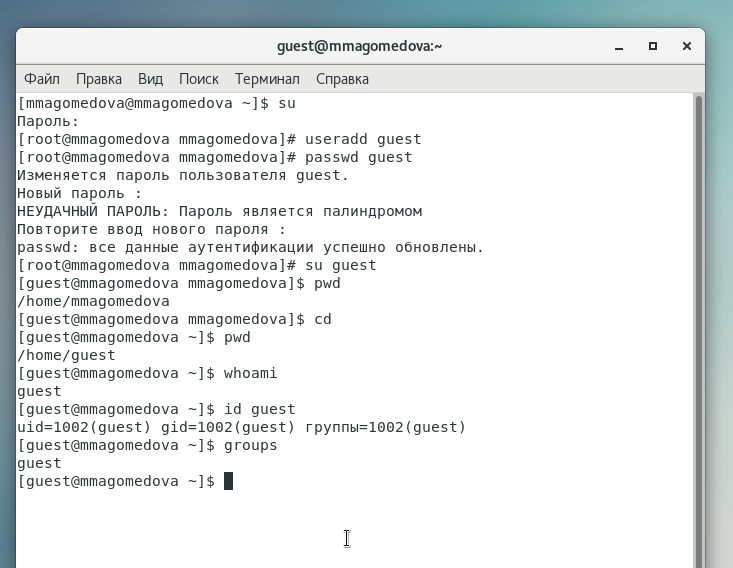 guest@mmagomedova:~
Файл Правка Вид Поиск Терминал Справка
[mmagomedova@mmagomedova ~]$ su
Пароль:
[root@mmagomedova mmagomedova]# useradd guest
[root@mmagomedova mmagomedova]# passwd guest
Изменяется пароль пользователя guest.
Новый пароль :
НЕУДАЧНЫЙ ПАРОЛЬ: Пароль является палиндромом
Повторите ввод нового пароля :
passwd: все данные аутентификации успешно обновлены.
[root@mmagomedova mmagomedova]# su guest
[guest@mmagomedova mmagomedova]$ pwd
/home/mmagomedova
[guest@mmagomedova mmagomedova]$ cd
[guest@mmagomedova ~]$ pwd
/home/guest
[guest@mmagomedova ~]$ whoami
guest
[guest@mmagomedova ~]$ id guest
uid=1002(guest) gid=1002(guest) группы=1002(guest)
[guest@mmagomedova ~]$ groups
guest
[guest@mmagomedova ~]$